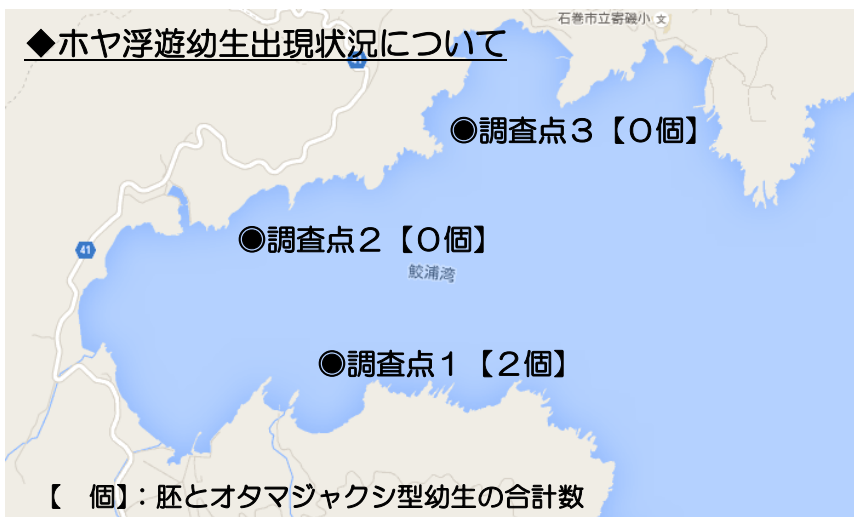 石巻市立寄磯小
◆ホヤ浮遊幼生出現状況について
41
◉調査点３【０個】
◉調査点２【０個】
41
鮫浦湾
◉調査点１【２個】
【　個】：胚とオタマジャクシ型幼生の合計数